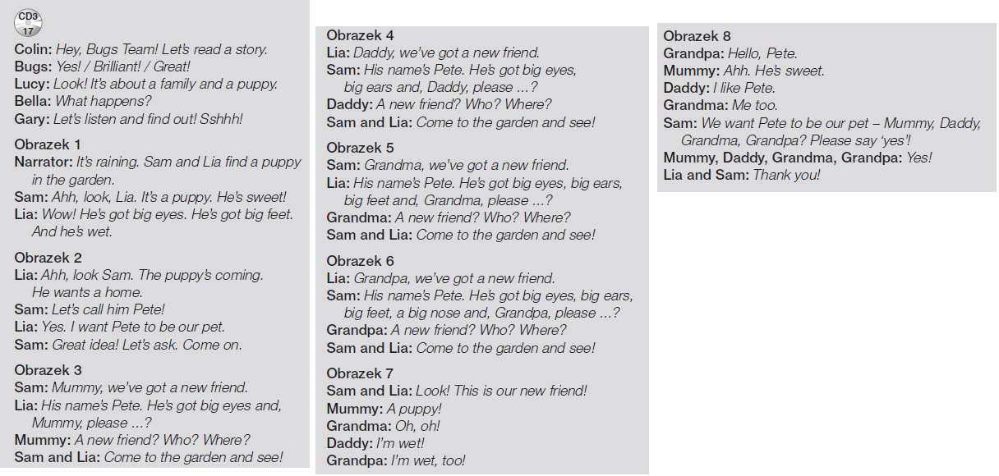 CD3
17
Colin: Hey, Bugs Team! Let's read a story.
Bugs: Yes! / Brilliant! / Great!
Lucy: Look! It's about a family and a puppy.
Bella: What happens?
Gary: Let's listen and find out! Sshhh!
Obrazek 1
Narrator: It's raining. Sam and Lia find a puppy
in the garden.
Sam: Ahh, look, Lia. It's a puppy. He's sweet!
Lia: Wow! He's got big eyes. He's got big feet.
And he's wet.
Obrazek 2
Lia: Ahh, look Sam. The puppy's coming.
He wants a home.
Sam: Let's call him Pete!
Lia: Yes. I want Pete to be our pet.
Sam: Great idea! Let's ask. Come on.
Obrazek 3
Sam: Mummy, we've got a new friend.
Lia: His name's Pete. He's got big eyes and,
Mummy, please ...?
Mummy: A new friend? Who? Where?
Sam and Lia: Come to the garden and see!
Obrazek 4
Lia: Daddy, we've got a new friend.
Sam: His name's Pete. He's got big eyes,
big ears and, Daddy, please ...?
Daddy: A new friend? Who? Where?
Sam and Lia: Come to the garden and see!
Obrazek 5
Sam: Grandma, we've got a new friend.
Lia: His name's Pete. He's got big eyes, big ears,
big feet and, Grandma, please ...?
Grandma: A new friend? Who? Where?
Sam and Lia: Come to the garden and see!
Obrazek 6
Lia: Grandpa, we've got a new friend.
Sam: His name's Pete. He's got big eyes, big ears,
big feet, a big nose and, Grandpa, please ...?
Grandpa: A new friend? Who? Where?
Sam and Lia: Come to the garden and see!
Obrazek 7
Sam and Lia: Look! This is our new friend!
Mummy: A puppy!
Grandma: Oh, oh!
Daddy: I'm wet!
Grandpa: I'm wet, too!
Obrazek 8
Grandpa: Hello, Pete.
Mummy: Ahh. He's sweet.
Daddy: I like Pete.
Grandma: Me too.
Sam: We want Pete to be our pet – Mummy, Daddy,
Grandma, Grandpa? Please say 'yes'!
Mummy, Daddy, Grandma, Grandpa: Yes!
Lia and Sam: Thank you!